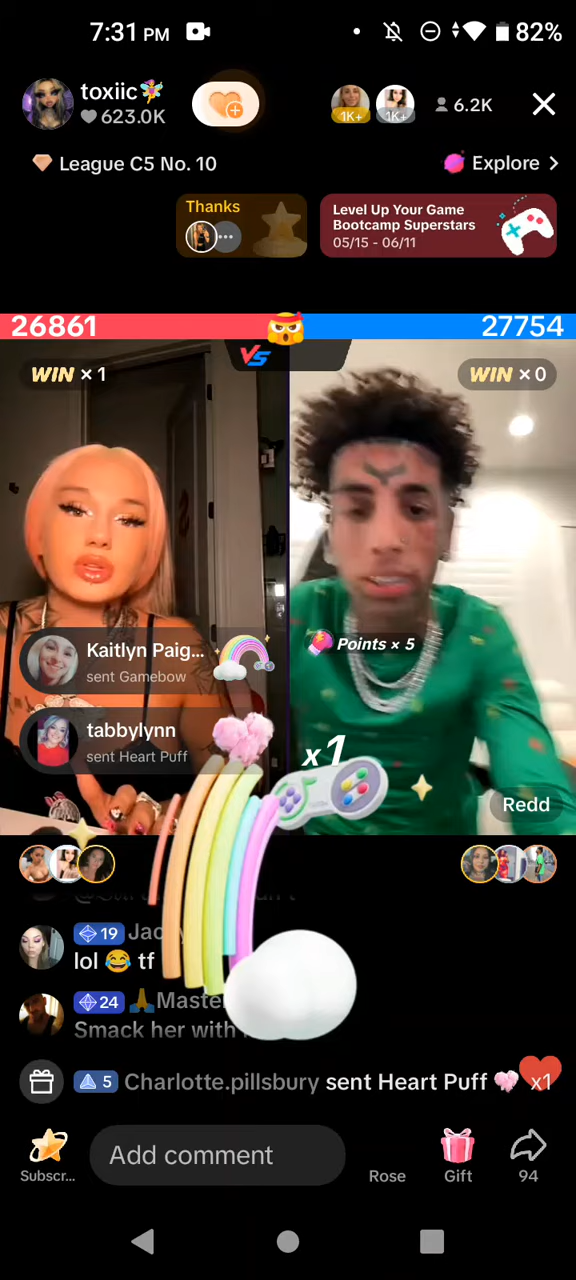 7:31 PM
82%
toxiic🧚
623.0K
1K+
1K+
6.2K
League C5 No. 10
Explore >
Thanks
Level Up Your Game
Bootcamp Superstars
05/15 - 06/11
26861
27754
VS
WIN x 1
WIN x 0
Kaitlyn Paig...
sent Gamebow
Points x 5
tabbylynn
sent Heart Puff
x1
Redd
19
lol 😂 tf
24 🙏Maste
Smack her with
5 Charlotte.pillsbury sent Heart Puff x1
Add comment
Subscr...
Rose
Gift
94